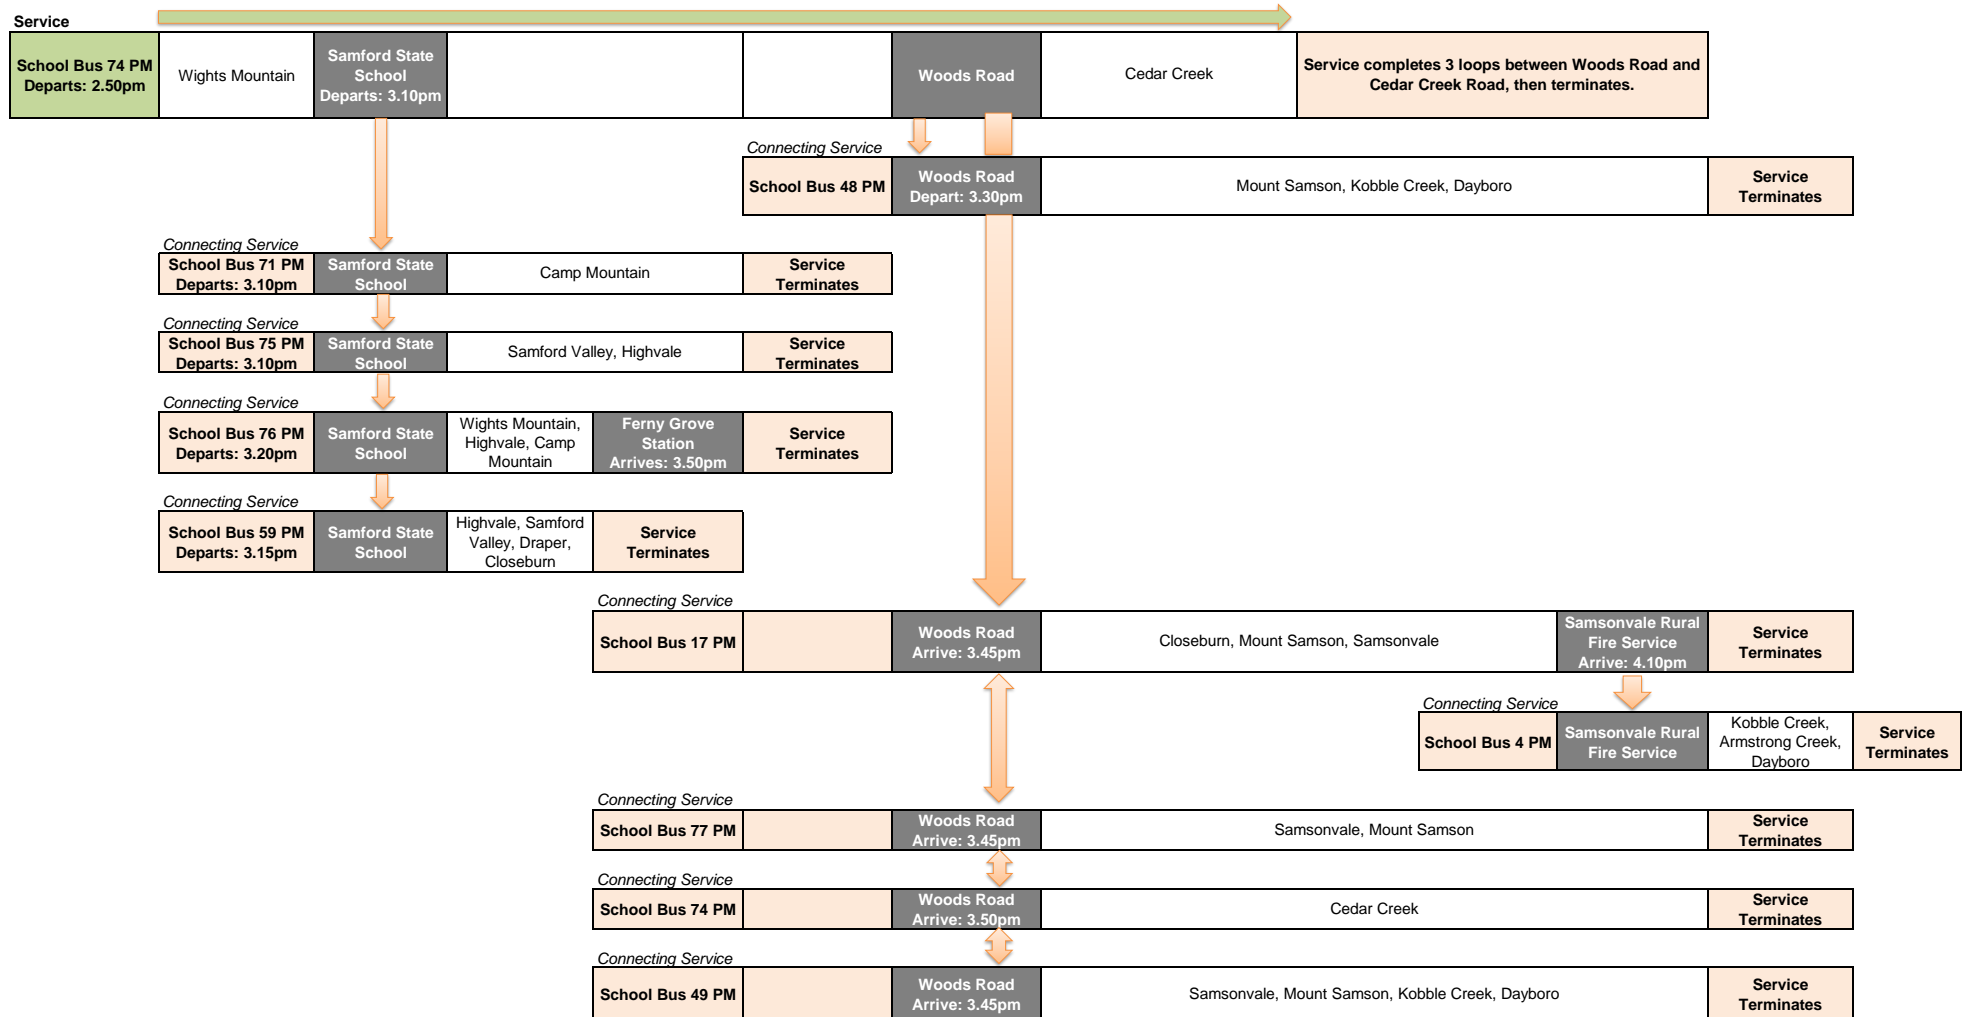 Service
School Bus 74 PM
Departs: 2.50pm
Wights Mountain
Samford State
School
Departs: 3.10pm
Woods Road
Cedar Creek
Service completes 3 loops between Woods Road and
Cedar Creek Road, then terminates.
Connecting Service
School Bus 48 PM
Woods Road
Depart: 3.30pm
Mount Samson, Kobble Creek, Dayboro
Service
Terminates
Connecting Service
School Bus 71 PM
Departs: 3.10pm
Samford State
School
Camp Mountain
Service
Terminates
Connecting Service
School Bus 75 PM
Departs: 3.10pm
Samford State
School
Samford Valley, Highvale
Service
Terminates
Connecting Service
School Bus 76 PM
Departs: 3.20pm
Samford State
School
Wights Mountain,
Highvale, Camp
Mountain
Ferny Grove
Station
Arrives: 3.50pm
Service
Terminates
Connecting Service
School Bus 59 PM
Departs: 3.15pm
Samford State
School
Highvale, Samford
Valley, Draper,
Closeburn
Service
Terminates
Connecting Service
School Bus 17 PM
Woods Road
Arrive: 3.45pm
Closeburn, Mount Samson, Samsonvale
Samsonvale Rural
Fire Service
Arrive: 4.10pm
Service
Terminates
Connecting Service
School Bus 4 PM
Samsonvale Rural
Fire Service
Kobble Creek,
Armstrong Creek,
Dayboro
Service
Terminates
Connecting Service
School Bus 77 PM
Woods Road
Arrive: 3.45pm
Samsonvale, Mount Samson
Service
Terminates
Connecting Service
School Bus 74 PM
Woods Road
Arrive: 3.50pm
Cedar Creek
Service
Terminates
Connecting Service
School Bus 49 PM
Woods Road
Arrive: 3.45pm
Samsonvale, Mount Samson, Kobble Creek, Dayboro
Service
Terminates